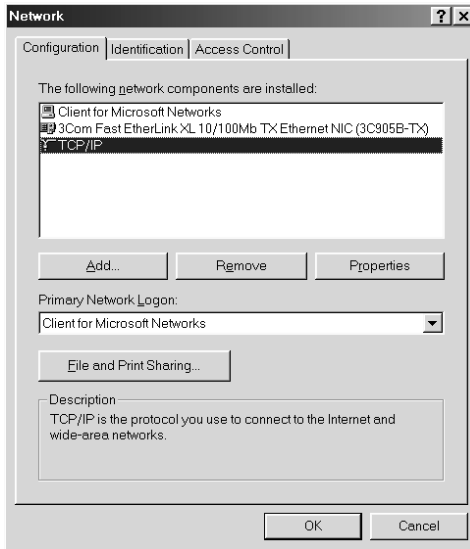 Network
Configuration Identification Access Control
The following network components are installed:
Client for Microsoft Networks
3Com Fast EtherLink XL 10/100Mb TX Ethernet NIC (3C905B-TX)
TCP/IP
Add... Remove Properties
Primary Network Logon:
Client for Microsoft Networks
File and Print Sharing...
Description
TCP/IP is the protocol you use to connect to the Internet and
wide-area networks.
OK Cancel